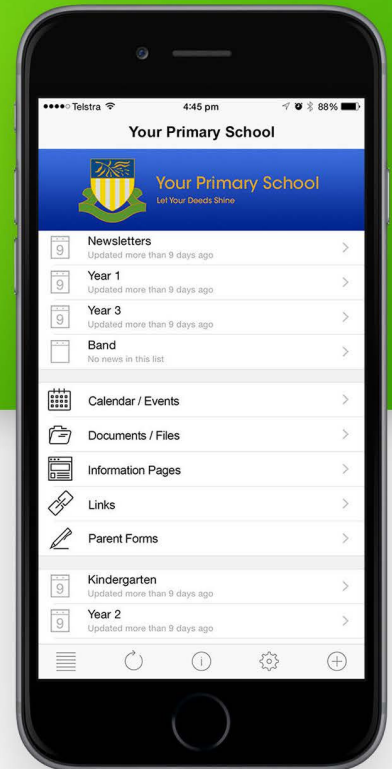 Telstra 4:45 pm 88%
Your Primary School
Your Primary School
Let Your Deeds Shine
9 Newsletters
Updated more than 9 days ago
9 Year 1
Updated more than 9 days ago
9 Year 3
Updated more than 9 days ago
Band
No news in this list
Calendar / Events
Documents / Files
Information Pages
Links
Parent Forms
9 Kindergarten
Updated more than 9 days ago
9 Year 2
Updated more than 9 days ago